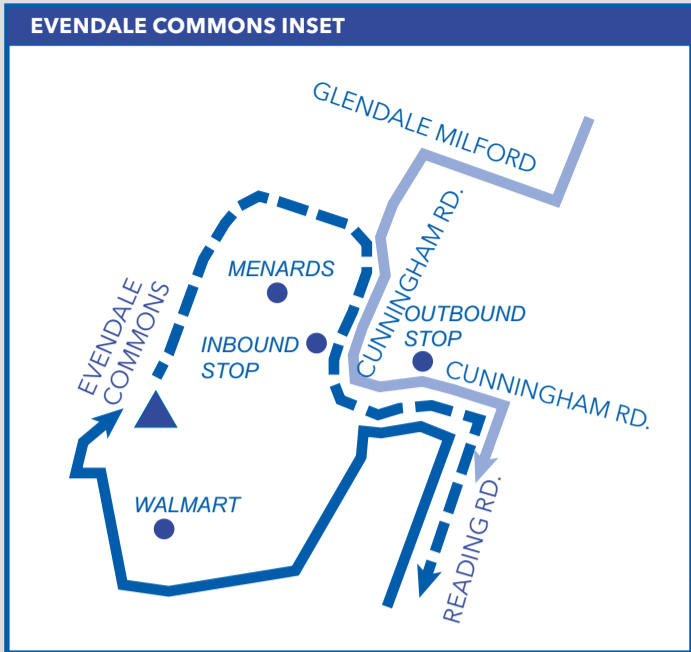 EVENDALE COMMONS INSET
GLENDALE MILFORD
CUNNINGHAM RD.
MENARDS
EVENDALE
COMMONS
INBOUND
STOP
OUTBOUND
STOP
CUNNINGHAM RD.
WALMART
READING RD.